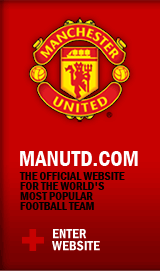 MANCHESTER
UNITED
MANUTD.COM
THE OFFICIAL WEBSITE
FOR THE WORLD'S
MOST POPULAR
FOOTBALL TEAM
ENTER
WEBSITE